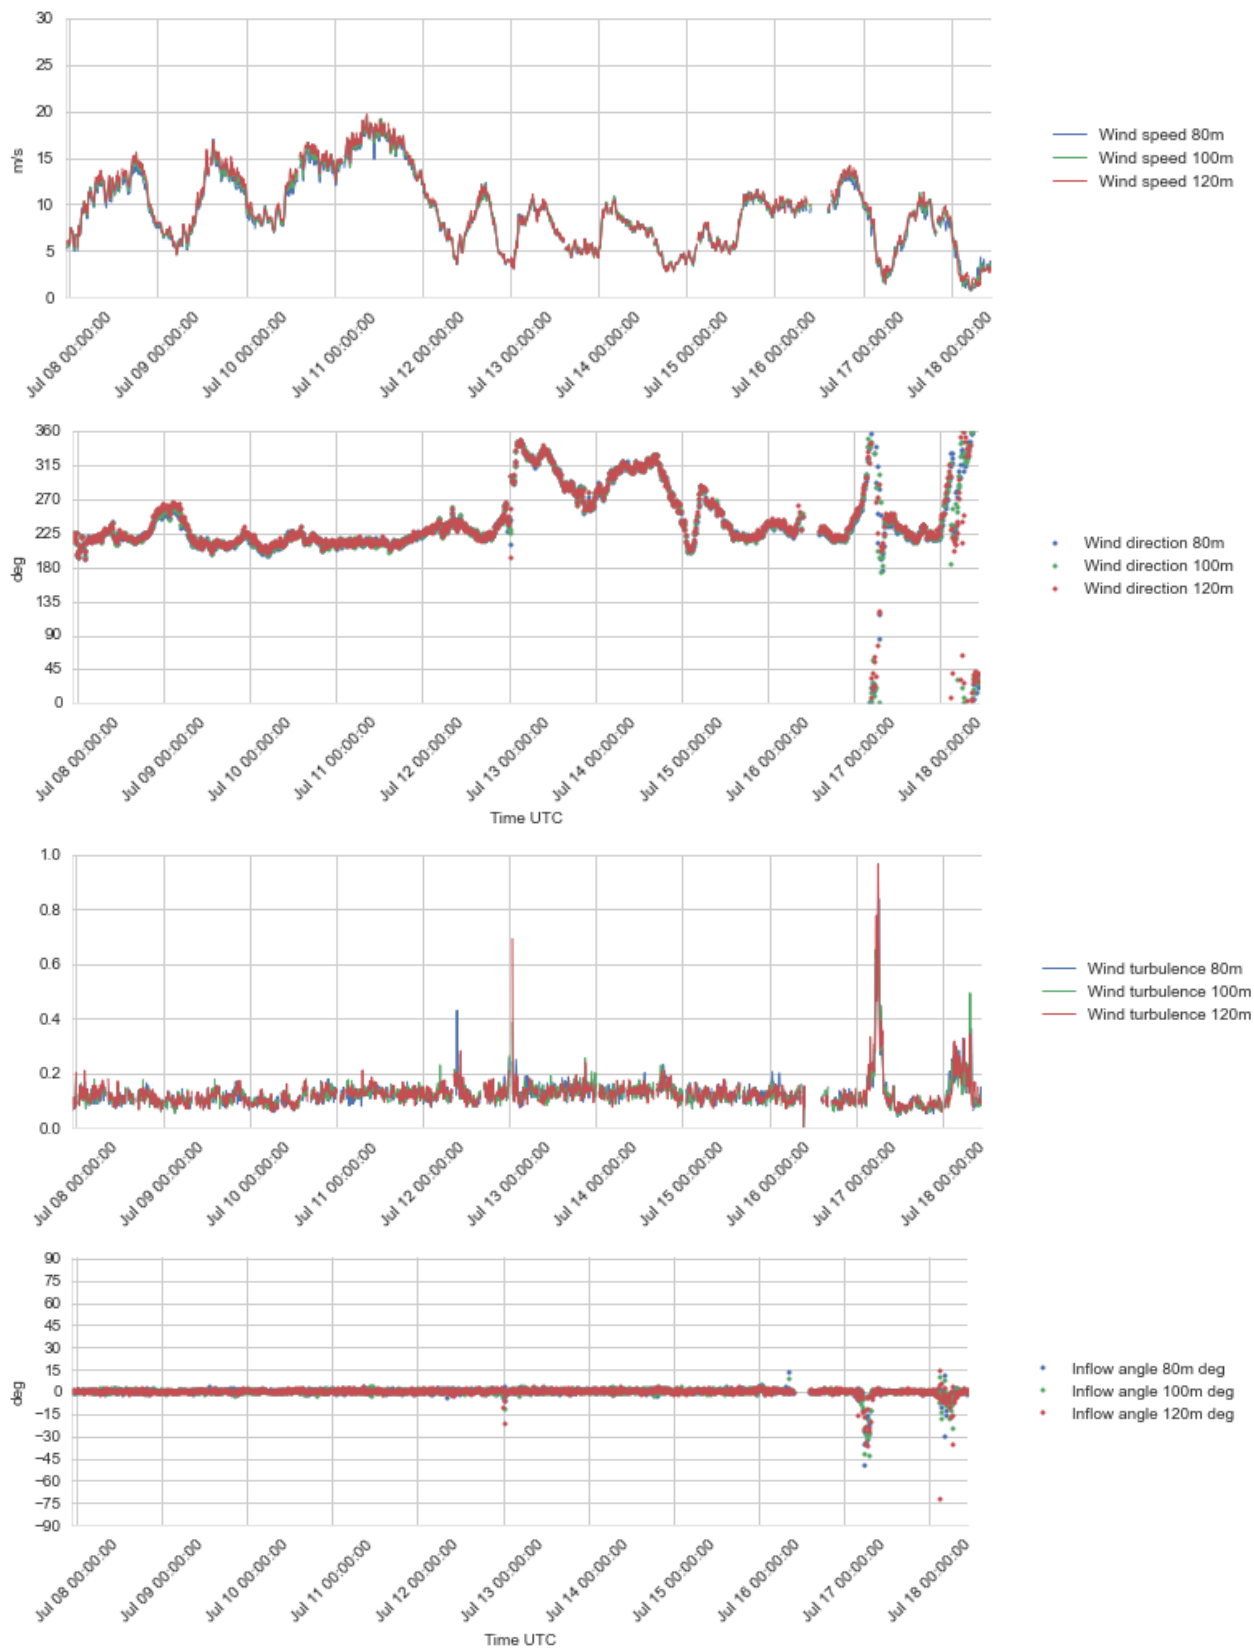 30
25
20
15
10
5
0
m/s
Wind speed 80m
Wind speed 100m
Wind speed 120m
Jul 08 00:00:00
Jul 09 00:00:00
Jul 10 00:00:00
Jul 11 00:00:00
Jul 12 00:00:00
Jul 13 00:00:00
Jul 14 00:00:00
Jul 15 00:00:00
Jul 16 00:00:00
Jul 17 00:00:00
Jul 18 00:00:00
360
315
270
225
180
135
90
45
0
deg
Wind direction 80m
Wind direction 100m
Wind direction 120m
Jul 08 00:00:00
Jul 09 00:00:00
Jul 10 00:00:00
Jul 11 00:00:00
Jul 12 00:00:00
Jul 13 00:00:00
Jul 14 00:00:00
Jul 15 00:00:00
Jul 16 00:00:00
Jul 17 00:00:00
Jul 18 00:00:00
Time UTC
1.0
0.8
0.6
0.4
0.2
0.0
Wind turbulence 80m
Wind turbulence 100m
Wind turbulence 120m
Jul 08 00:00:00
Jul 09 00:00:00
Jul 10 00:00:00
Jul 11 00:00:00
Jul 12 00:00:00
Jul 13 00:00:00
Jul 14 00:00:00
Jul 15 00:00:00
Jul 16 00:00:00
Jul 17 00:00:00
Jul 18 00:00:00
90
75
60
45
30
15
0
−15
−30
−45
−60
−75
−90
deg
Inflow angle 80m deg
Inflow angle 100m deg
Inflow angle 120m deg
Jul 08 00:00:00
Jul 09 00:00:00
Jul 10 00:00:00
Jul 11 00:00:00
Jul 12 00:00:00
Jul 13 00:00:00
Jul 14 00:00:00
Jul 15 00:00:00
Jul 16 00:00:00
Jul 17 00:00:00
Jul 18 00:00:00
Time UTC